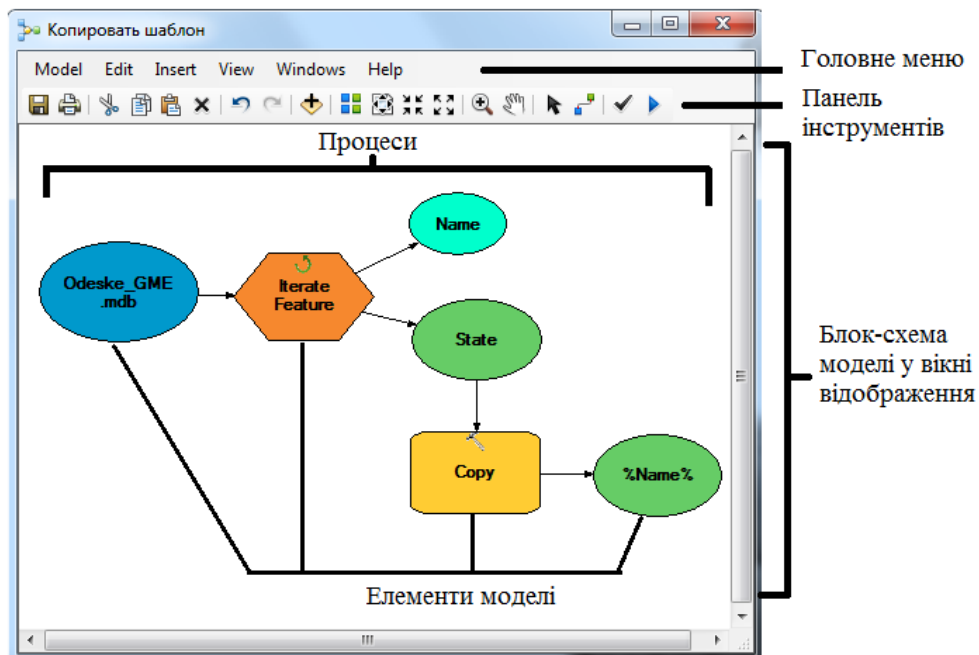 Копировать шаблон
Model Edit Insert View Windows Help
Головне меню
Панель
інструментів
Процеси
Name
Odeske_GME
.mdb
Iterate
Feature
State
Блок-схема
моделі у вікні
відображення
Copy
%Name%
Елементи моделі